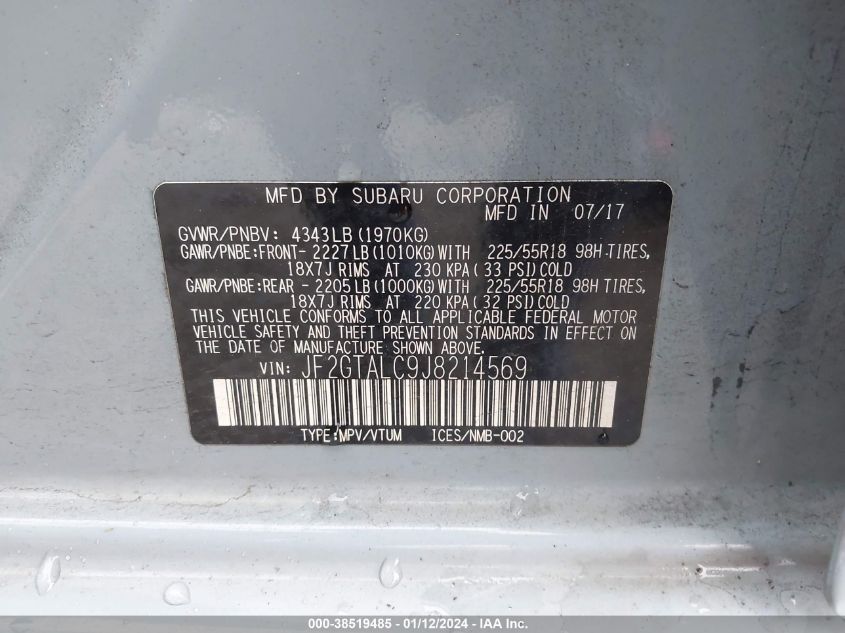 MFD BY SUBARU CORPORATION
MFD IN 07/17
GVWR/PNBV: 4343LB (1970KG)
GAWR/PNBE:FRONT- 2227LB (1010KG) WITH 225/55R18 98H-TIRES,
18X7J RIMS AT 230 KPA (33 PSI) COLD
GAWR/PNBE:REAR - 2205LB (1000KG) WITH 225/55R18 98H TIRES,
18X7J RIMS AT 220 KPA (32 PSI) COLD
THIS VEHICLE CONFORMS TO ALL APPLICABLE FEDERAL MOTOR
VEHICLE SAFETY AND THEFT PREVENTION STANDARDS IN EFFECT ON
THE DATE OF MANUFACTURE SHOWN ABOVE.
VIN: JF2GTALC9J8214569
TYPE:MPV/VTUM ICES/NMB-002
000-38519485 - 01/12/2024 - IAAI.COM